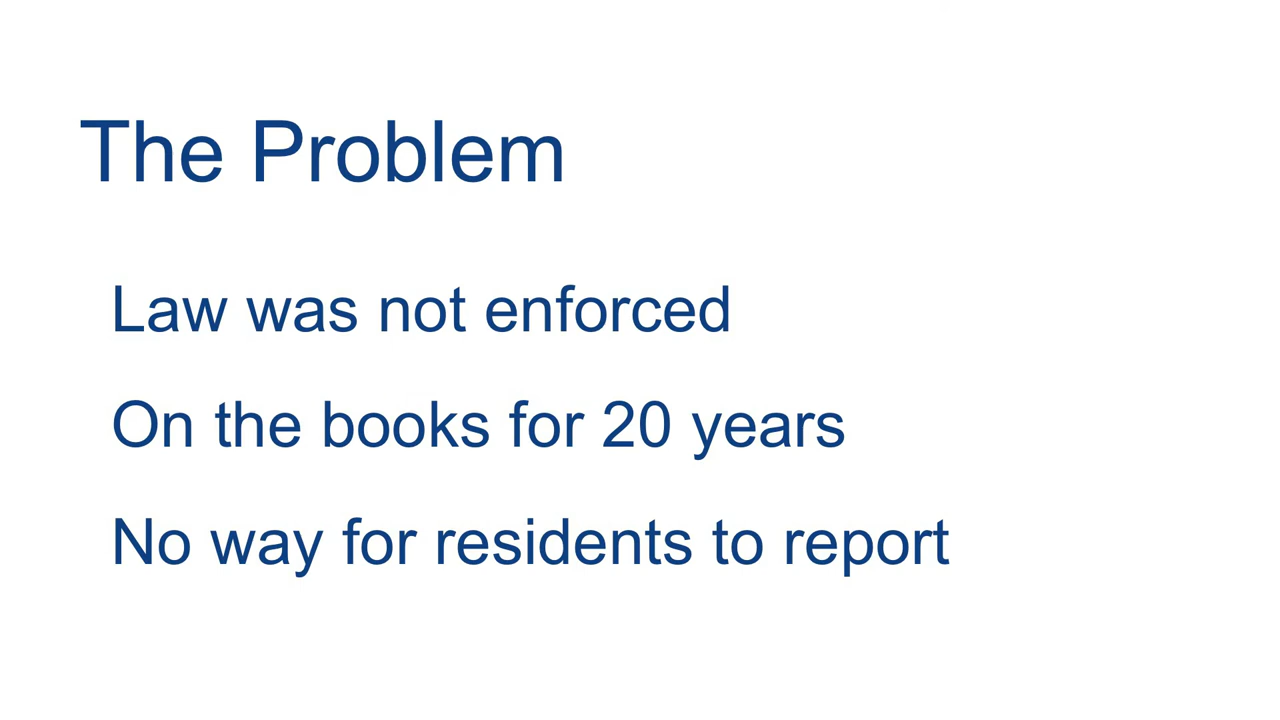 The Problem
Law was not enforced
On the books for 20 years
No way for residents to report